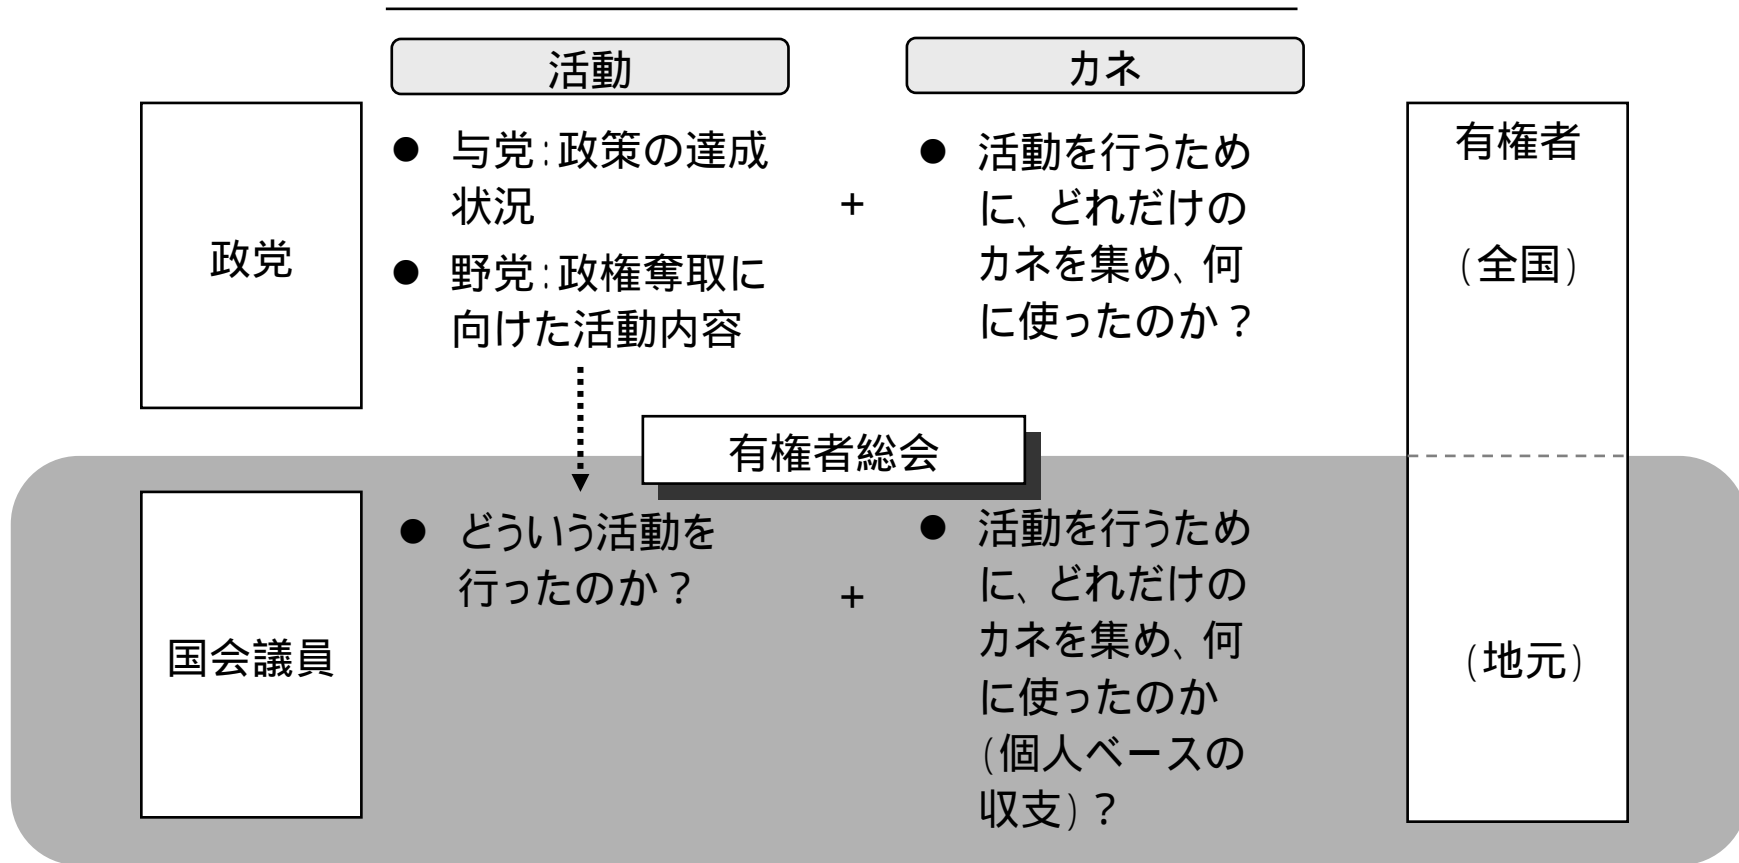 活動
カネ
政党
● 与党:政策の達成
状況
● 野党:政権奪取に
向けた活動内容
+
● 活動を行うため
に、どれだけの
カネを集め、何
に使ったのか？
有権者
(全国)
有権者総会
国会議員
● どういう活動を
行ったのか？
+
● 活動を行うため
に、どれだけの
カネを集め、何
に使ったのか
(個人ベースの
収支)？
(地元)